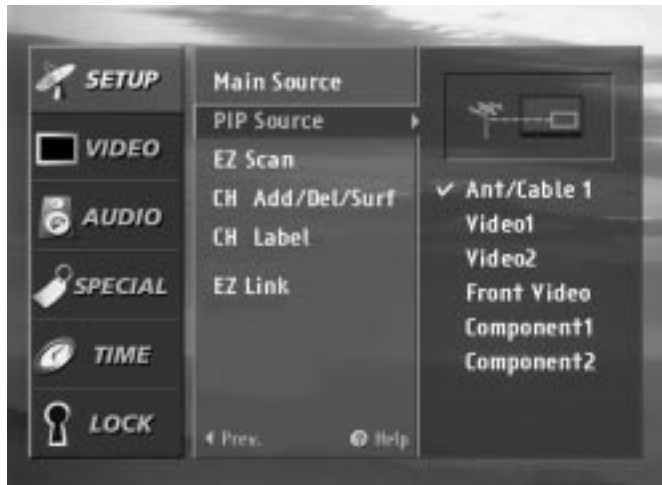 SETUP
VIDEO
AUDIO
SPECIAL
TIME
LOCK
Main Source
PIP Source
EZ Scan
CH Add/Del/Surf
CH Label
EZ Link
Prev.
Help
✓ Ant/Cable 1
Video1
Video2
Front Video
Component1
Component2